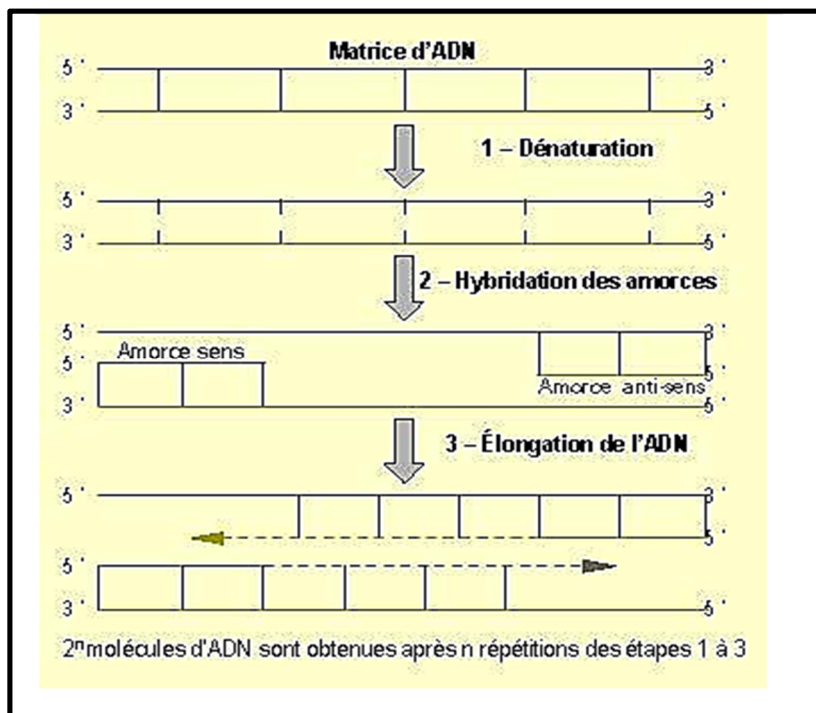 Matrice d'ADN
5' 3'
3' 5'
1 – Dénaturation
5' 3'
3' 5'
2 – Hybridation des amorces
5' 3'
Amorce sens
5' 5'
Amorce anti-sens
3' 5'
3 – Élongation de l'ADN
5' 3'
5'
5'
3' 5'
2ⁿ molécules d'ADN sont obtenues après n répétitions des étapes 1 à 3